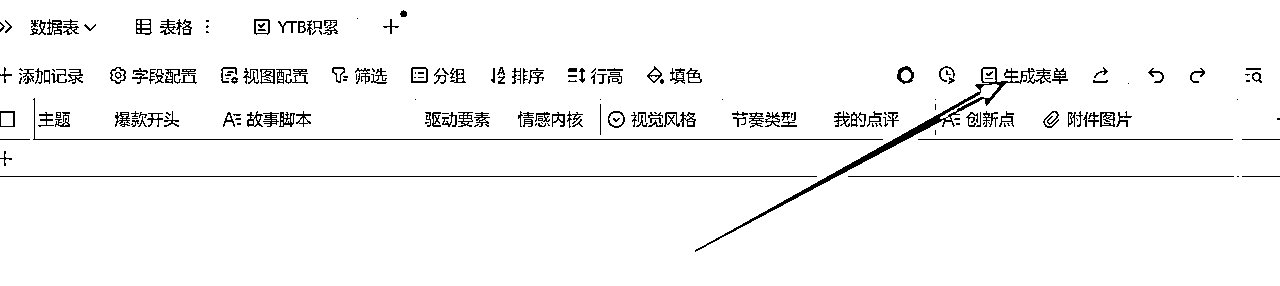 数据表 表格 YTB积累
添加记录 字段配置 视图配置 筛选 分组 排序 行高 填色 生成表单
主题 爆款开头 故事脚本 驱动要素 情感内核 视觉风格 节奏类型 我的点评 创新点 附件图片